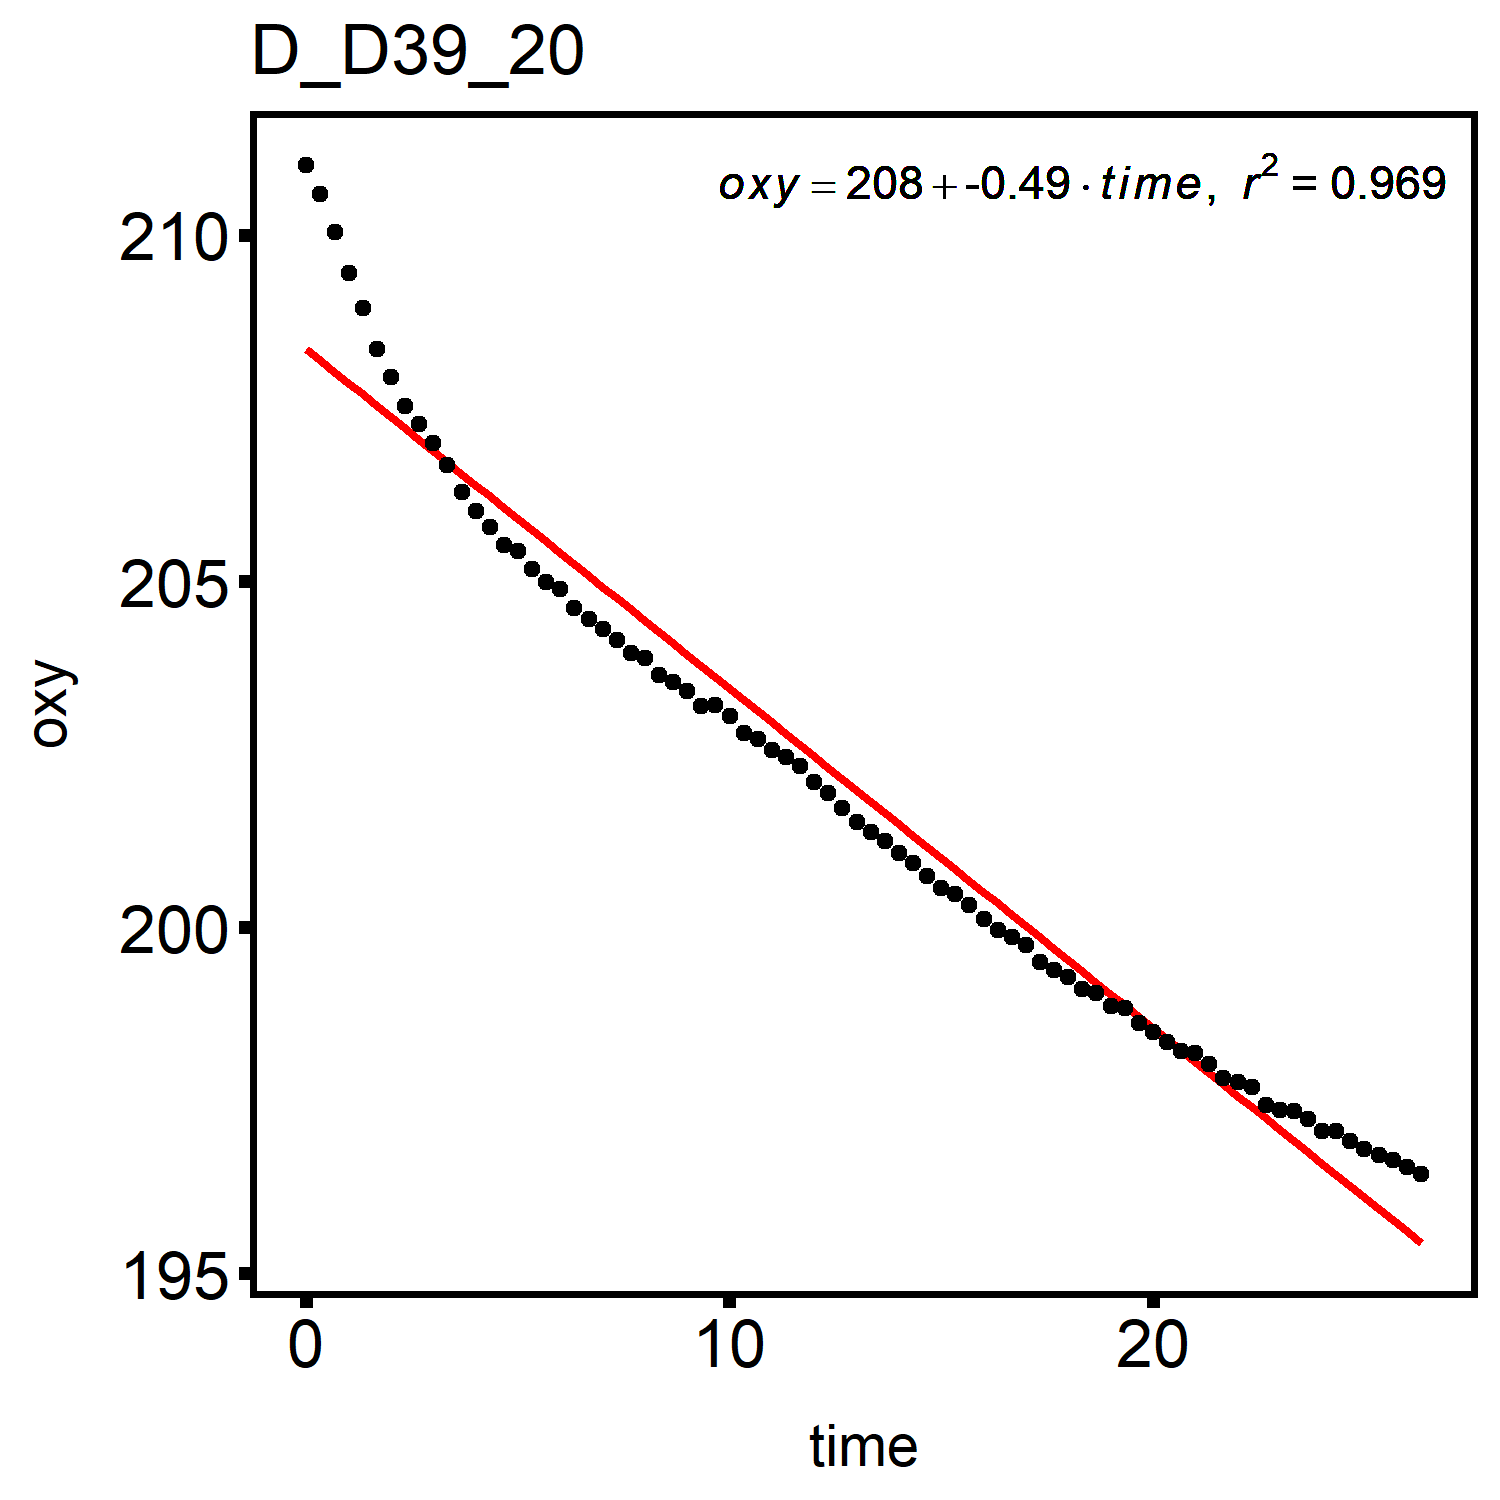 D_D39_20
oxy = 208 + -0.49 · time, r² = 0.969
210
205
200
195
oxy
0 10 20
time